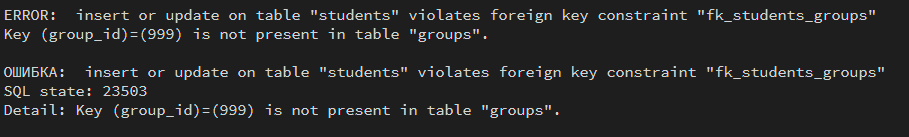 ERROR:  insert or update on table "students" violates foreign key constraint "fk_students_groups"
Key (group_id)=(999) is not present in table "groups".
ОШИБКА:  insert or update on table "students" violates foreign key constraint "fk_students_groups"
SQL state: 23503
Detail: Key (group_id)=(999) is not present in table "groups".